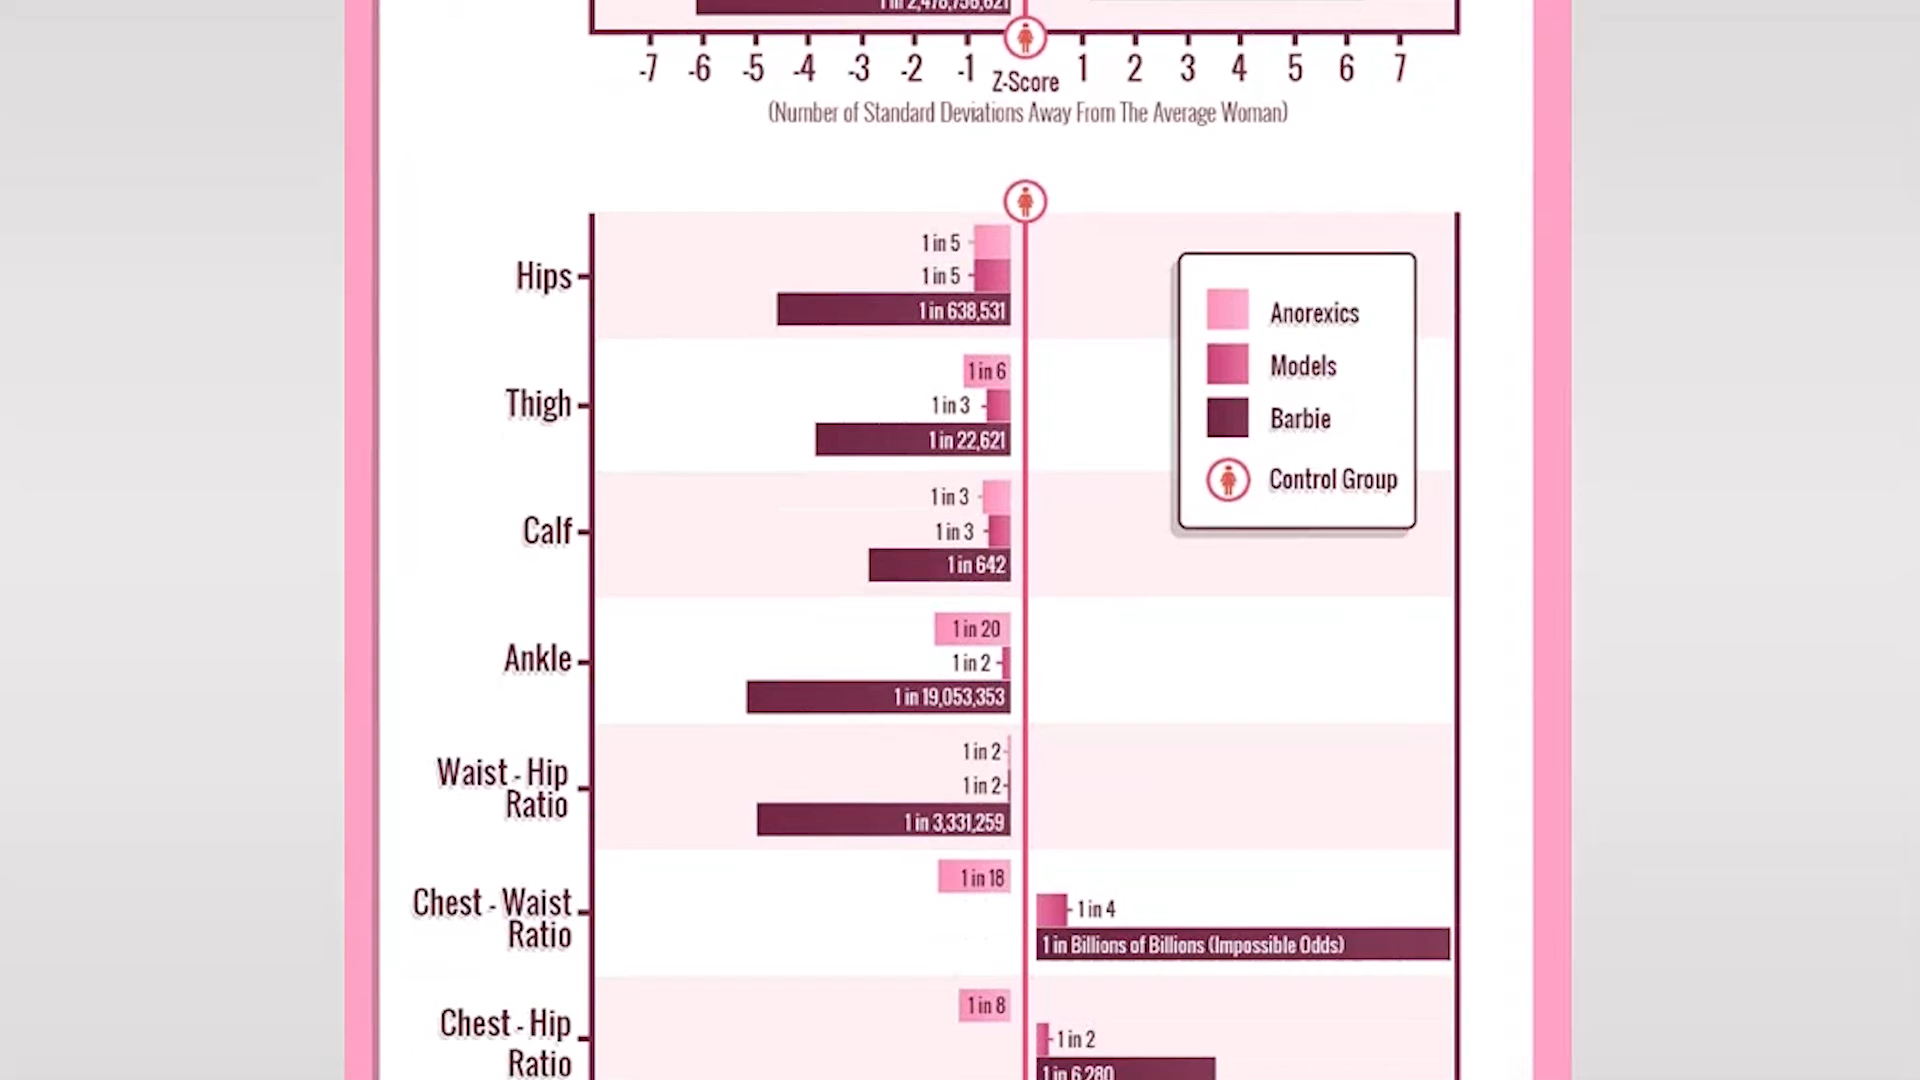 1 in 2,478,758,621
-7 -6 -5 -4 -3 -2 -1 1 2 3 4 5 6 7
Z-Score
(Number of Standard Deviations Away From The Average Woman)
Hips
1 in 5
1 in 5
1 in 638,531
Anorexics
Models
Barbie
Control Group
Thigh
1 in 6
1 in 3
1 in 22,621
Calf
1 in 3
1 in 3
1 in 642
Ankle
1 in 20
1 in 2
1 in 19,053,353
Waist - Hip
Ratio
1 in 2
1 in 2
1 in 3,331,259
Chest - Waist
Ratio
1 in 18
1 in 4
1 in Billions of Billions (Impossible Odds)
Chest - Hip
Ratio
1 in 8
1 in 2
1 in 6,280